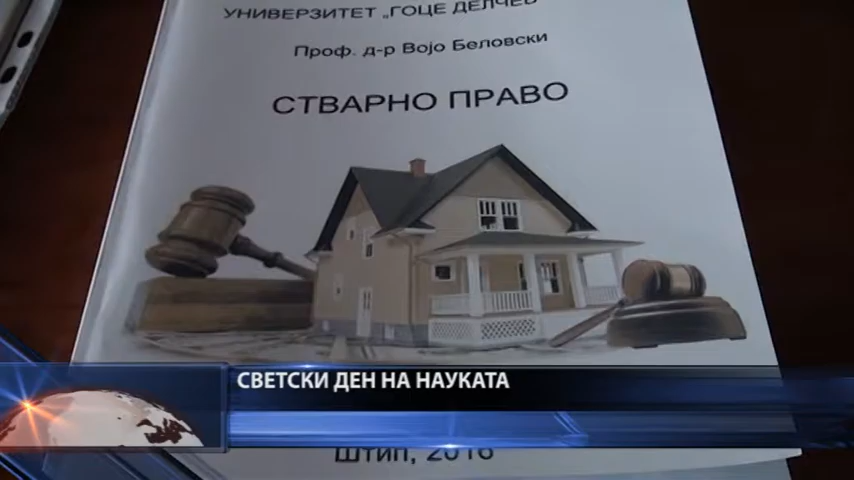 УНИВЕРЗИТЕТ „ГОЦЕ ДЕЛЧЕВ“
Проф. д-р Војо Беловски
СТВАРНО ПРАВО
СВЕТСКИ ДЕН НА НАУКАТА
ШТИП, 2016